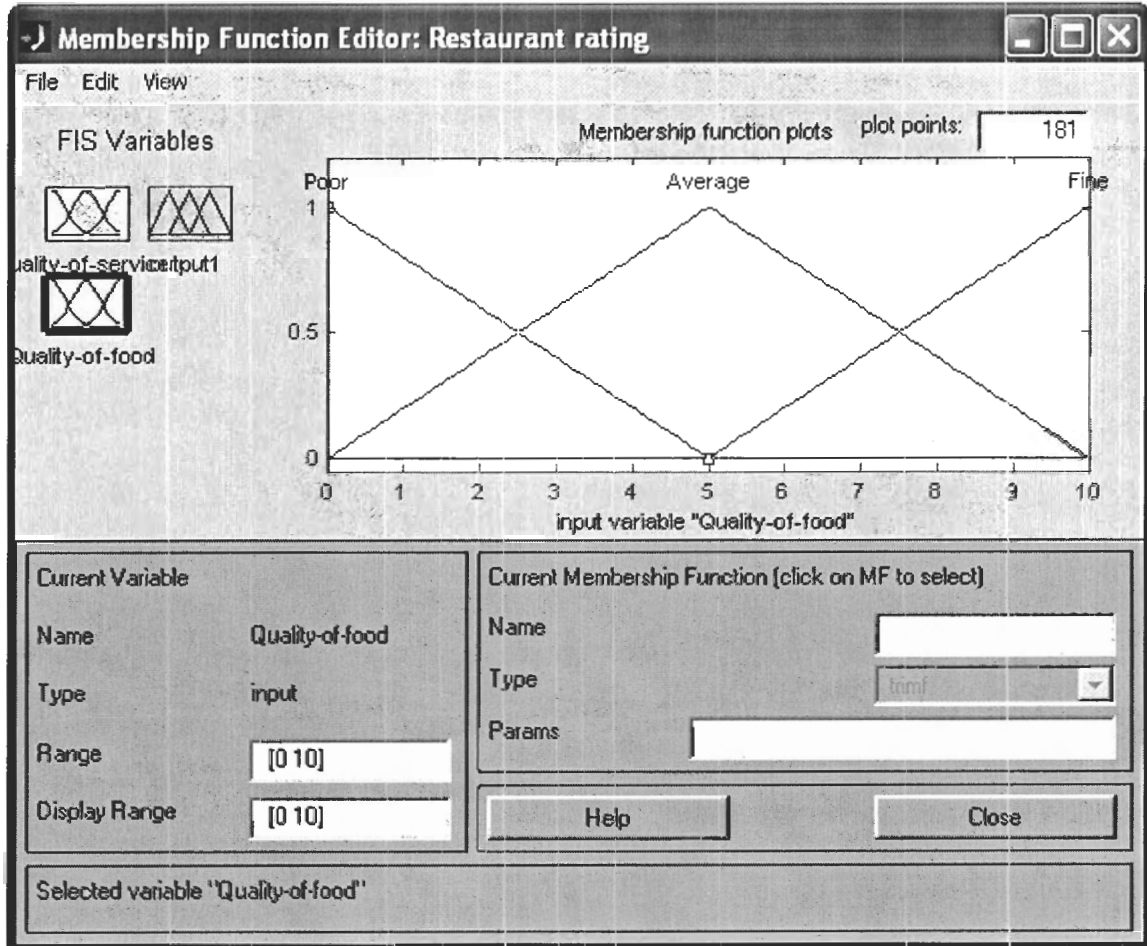 Membership Function Editor: Restaurant rating
File Edit View
FIS Variables
Membership function plots plot points: 181
Poor Average Fine
1
0.5
0
0 1 2 3 4 5 6 7 8 9 10
input variable "Quality-of-food"
uality-of-service output1
Quality-of-food
Current Variable
Name Quality-of-food
Type input
Range [0 10]
Display Range [0 10]
Current Membership Function (click on MF to select)
Name
Type trimf
Params
Help Close
Selected variable "Quality-of-food"